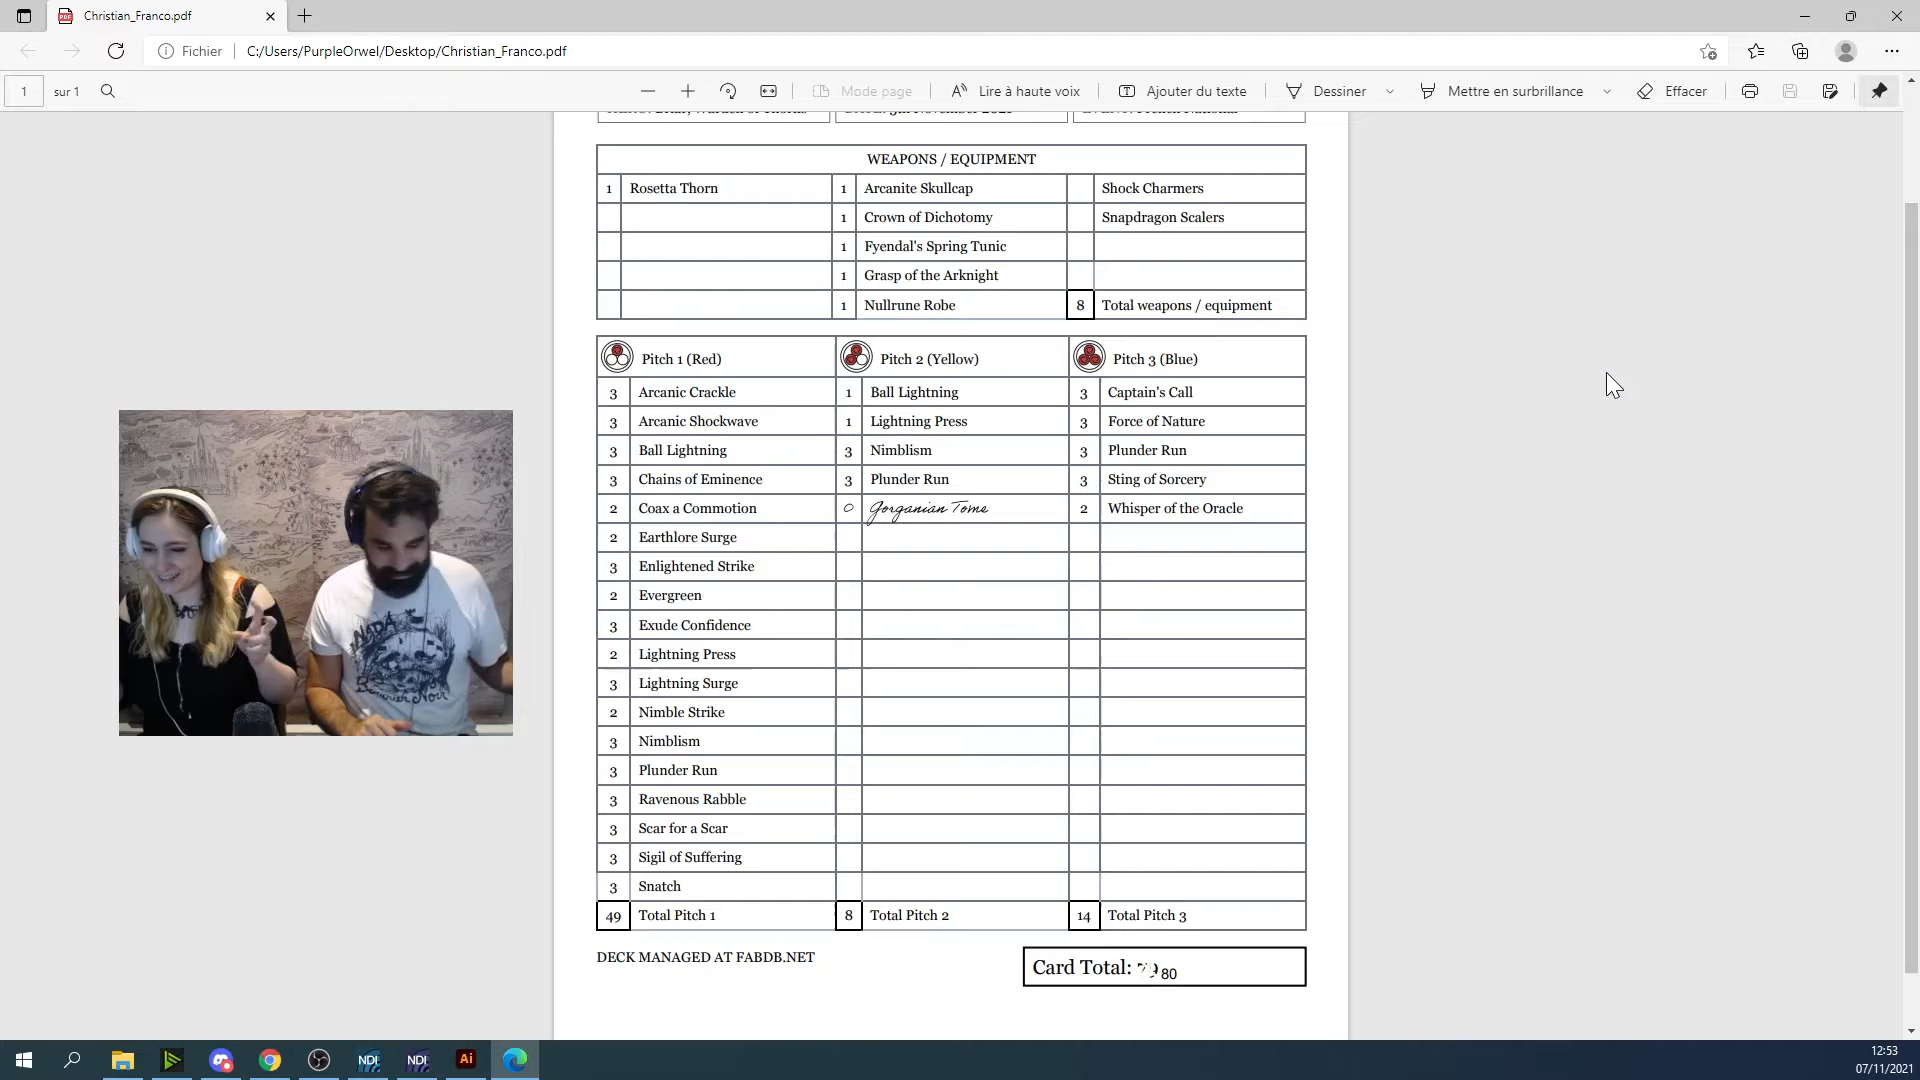 Christian_Franco.pdf
Fichier C:/Users/PurpleOrwel/Desktop/Christian_Franco.pdf
1 sur 1 Mode page Lire à haute voix Ajouter du texte Dessiner Mettre en surbrillance Effacer
WEAPONS / EQUIPMENT
1 Rosetta Thorn 1 Arcanite Skullcap Shock Charmers
1 Crown of Dichotomy Snapdragon Scalers
1 Fyendal's Spring Tunic
1 Grasp of the Arknight
1 Nullrune Robe 8 Total weapons / equipment
Pitch 1 (Red) Pitch 2 (Yellow) Pitch 3 (Blue)
3 Arcanic Crackle 1 Ball Lightning 3 Captain's Call
3 Arcanic Shockwave 1 Lightning Press 3 Force of Nature
3 Ball Lightning 3 Nimblism 3 Plunder Run
3 Chains of Eminence 3 Plunder Run 3 Sting of Sorcery
2 Coax a Commotion 0 Gorganian Tome 2 Whisper of the Oracle
2 Earthlore Surge
3 Enlightened Strike
2 Evergreen
3 Exude Confidence
2 Lightning Press
3 Lightning Surge
2 Nimble Strike
3 Nimblism
3 Plunder Run
3 Ravenous Rabble
3 Scar for a Scar
3 Sigil of Suffering
3 Snatch
49 Total Pitch 1 8 Total Pitch 2 14 Total Pitch 3
DECK MANAGED AT FABDB.NET
Card Total: 79 80
NADA
NDI NDI Ai
12:53
07/11/2021